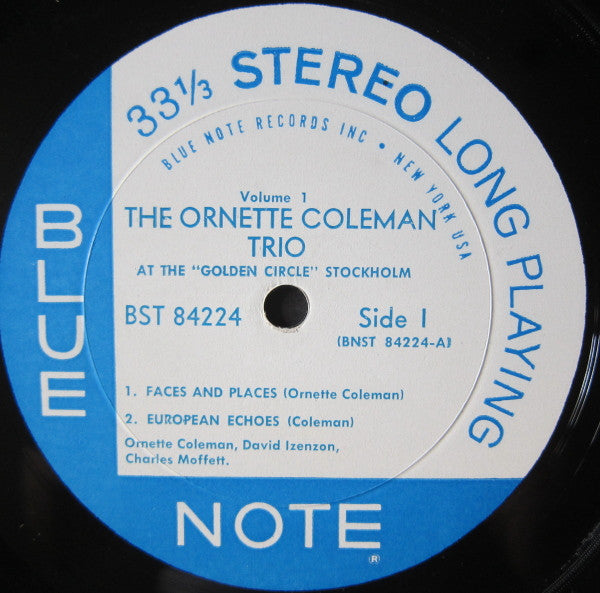 33⅓ STEREO LONG PLAYING
BLUE NOTE RECORDS INC • NEW YORK USA
Volume 1
THE ORNETTE COLEMAN
TRIO
AT THE "GOLDEN CIRCLE" STOCKHOLM
BST 84224
Side 1
(BNST 84224-A)
1. FACES AND PLACES (Ornette Coleman)
2. EUROPEAN ECHOES (Coleman)
Ornette Coleman, David Izenzon,
Charles Moffett.
BLUE
NOTE
®